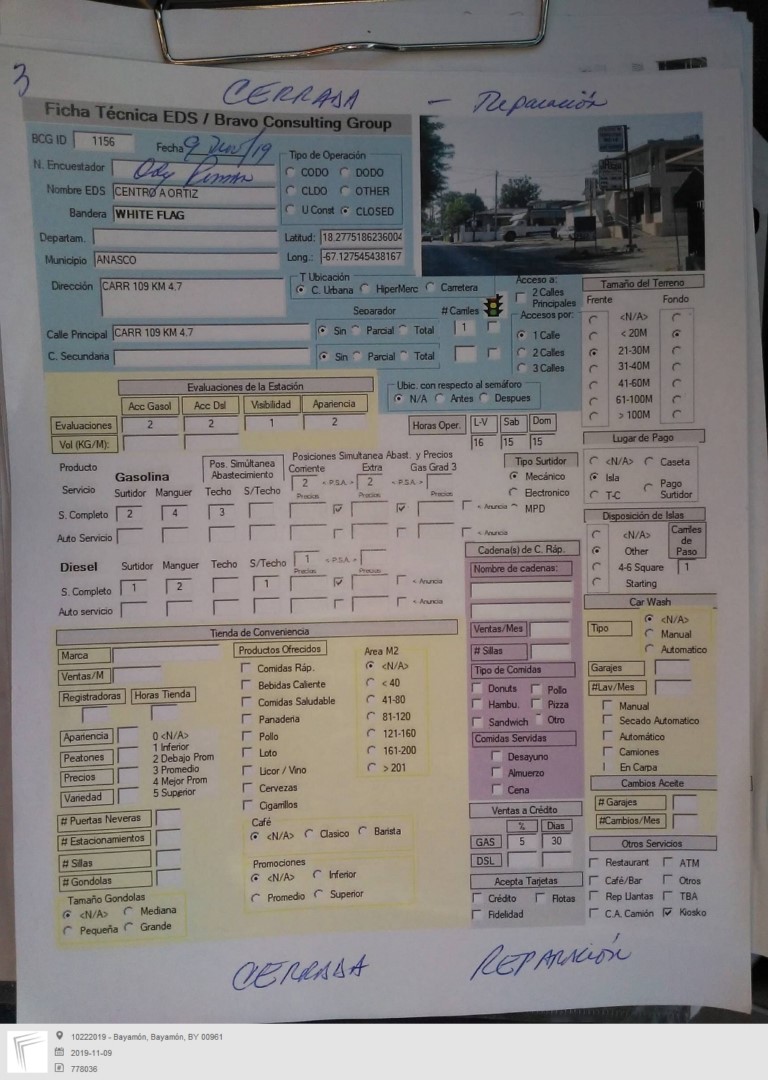 3
CERRADA - Reparación
Ficha Técnica EDS / Bravo Consulting Group
BCG ID 1156 Fecha 9
N. Encuestador
Nombre EDS CENTRO A ORTIZ
Bandera WHITE FLAG
Tipo de Operación
CODO DODO
CLDO OTHER
U Const CLOSED
Departam.
Municipio ANASCO
Latitud: 18.2775186236004
Long.: -67.127545438167
Dirección CARR 109 KM 4.7
T Ubicación
C. Urbana HiperMerc Carretera
Separador # Carriles
Calle Principal CARR 109 KM 4.7 Sin Parcial Total 1
C. Secundaria Sin Parcial Total
Acceso a:
2 Calles
Principales
Accesos por:
1 Calle
2 Calles
3 Calles
Tamaño del Terreno
Frente Fondo
<N/A>
< 20M
21-30M
31-40M
41-60M
61-100M
> 100M
Evaluaciones de la Estación
Acc Gasol Acc Dsl Visibilidad Apariencia
Evaluaciones 2 2 1 2
Vol (KG/M):
Ubic. con respecto al semáforo
N/A Antes Despues
Horas Oper. L-V Sab Dom
16 15 15
Lugar de Pago
<N/A> Caseta
Isla Pago
T-C Surtidor
Producto Gasolina
Servicio Surtidor Manguer
Pos. Simúltanea
Abastecimiento
Techo S/Techo
Posiciones Simultanea Abast. y Precios
Corriente Extra Gas Grad 3
2 < P.S.A. > 2 < P.S.A. >
Precios Precios Precios
S. Completo 2 4 3 < Anuncia
Auto Servicio < Anuncia
Tipo Surtidor
Mecánico
Electronico
MPD
Disposición de Islas
<N/A>
Other
4-6 Square
Starting
Carriles
de
Paso
1
Diesel Surtidor Manguer Techo S/Techo 1 < P.S.A. >
Precios Precios
S. Completo 1 2 1 < Anuncia
Auto servicio < Anuncia
Cadena(s) de C. Ráp.
Nombre de cadenas:
Ventas/Mes
# Sillas
Tipo de Comidas
Donuts Pollo
Hambu. Pizza
Sandwich Otro
Comidas Servidas
Desayuno
Almuerzo
Cena
Car Wash
Tipo <N/A>
Manual
Automatico
Garajes
#Lav/Mes
Manual
Secado Automatico
Automático
Camiones
En Carpa
Cambios Aceite
# Garajes
#Cambios/Mes
Tienda de Conveniencia
Marca
Ventas/M
Registradoras Horas Tienda
Apariencia
Peatones
Precios
Variedad
0 <N/A>
1 Inferior
2 Debajo Prom
3 Promedio
4 Mejor Prom
5 Superior
# Puertas Neveras
# Estacionamientos
# Sillas
# Gondolas
Tamaño Gondolas
<N/A> Mediana
Pequeña Grande
Productos Ofrecidos
Comidas Ráp.
Bebidas Caliente
Comidas Saludable
Panaderia
Pollo
Loto
Licor / Vino
Cervezas
Cigarrillos
Area M2
<N/A>
< 40
41-80
81-120
121-160
161-200
> 201
Café
<N/A> Clasico Barista
Promociones
<N/A> Inferior
Promedio Superior
Ventas a Crédito
% Dias
GAS 5 30
DSL
Acepta Tarjetas
Crédito Flotas
Fidelidad
Otros Servicios
Restaurant ATM
Café/Bar Otros
Rep Llantas TBA
C.A. Camión Kiosko
CERRADA REPARACIÓN
10222019 - Bayamón, Bayamón, BY 00961
2019-11-09
778036